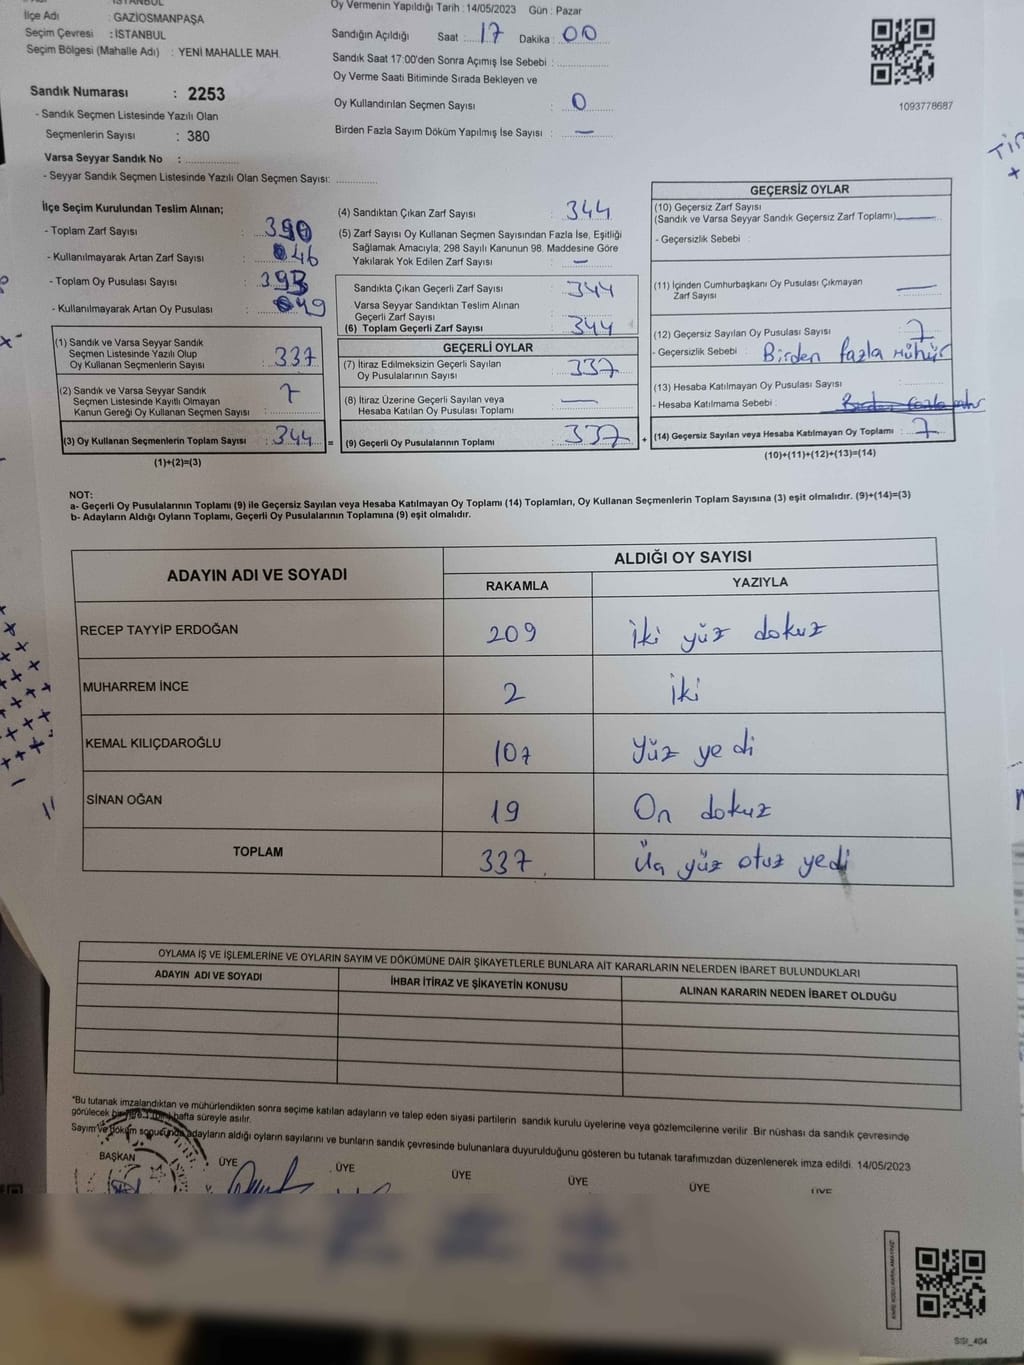 İlçe Adı : GAZİOSMANPAŞA
Seçim Çevresi : İSTANBUL
Seçim Bölgesi (Mahalle Adı) : YENİ MAHALLE MAH.
Sandık Numarası : 2253
- Sandık Seçmen Listesinde Yazılı Olan
Seçmenlerin Sayısı : 380
Varsa Seyyar Sandık No :
- Seyyar Sandık Seçmen Listesinde Yazılı Olan Seçmen Sayısı:
Oy Vermenin Yapıldığı Tarih : 14/05/2023 Gün : Pazar
Sandığın Açıldığı Saat : 17 Dakika : 00
Sandık Saat 17:00'den Sonra Açımış İse Sebebi :
Oy Verme Saati Bitiminde Sırada Bekleyen ve
Oy Kullandırılan Seçmen Sayısı : 0
Birden Fazla Sayım Döküm Yapılmış İse Sayısı : —
1093778687
İlçe Seçim Kurulundan Teslim Alınan;
- Toplam Zarf Sayısı : 390
- Kullanılmayarak Artan Zarf Sayısı : 46
- Toplam Oy Pusulası Sayısı : 393
- Kullanılmayarak Artan Oy Pusulası : 49
(1) Sandık ve Varsa Seyyar Sandık
Seçmen Listesinde Yazılı Olup
Oy Kullanan Seçmenlerin Sayısı : 337
(2) Sandık ve Varsa Seyyar Sandık
Seçmen Listesinde Kayıtlı Olmayan
Kanun Gereği Oy Kullanan Seçmen Sayısı : 7
(3) Oy Kullanan Seçmenlerin Toplam Sayısı : 344 =
(1)+(2)=(3)
(4) Sandıktan Çıkan Zarf Sayısı : 344
(5) Zarf Sayısı Oy Kullanan Seçmen Sayısından Fazla İse, Eşitliği
Sağlamak Amacıyla; 298 Sayılı Kanunun 98. Maddesine Göre
Yakılarak Yok Edilen Zarf Sayısı : —
Sandıkta Çıkan Geçerli Zarf Sayısı : 344
Varsa Seyyar Sandıktan Teslim Alınan
Geçerli Zarf Sayısı :
(6) Toplam Geçerli Zarf Sayısı : 344
GEÇERLİ OYLAR
(7) İtiraz Edilmeksizin Geçerli Sayılan
Oy Pusulalarının Sayısı : 337
(8) İtiraz Üzerine Geçerli Sayılan veya
Hesaba Katılan Oy Pusulası Toplamı : —
(9) Geçerli Oy Pusulalarının Toplamı : 337 +
GEÇERSİZ OYLAR
(10) Geçersiz Zarf Sayısı
(Sandık ve Varsa Seyyar Sandık Geçersiz Zarf Toplamı) —
- Geçersizlik Sebebi :
(11) İçinden Cumhurbaşkanı Oy Pusulası Çıkmayan
Zarf Sayısı —
(12) Geçersiz Sayılan Oy Pusulası Sayısı : 7
- Geçersizlik Sebebi : Birden fazla mühür
(13) Hesaba Katılmayan Oy Pusulası Sayısı :
- Hesaba Katılmama Sebebi :
(14) Geçersiz Sayılan veya Hesaba Katılmayan Oy Toplamı : 7
(10)+(11)+(12)+(13)=(14)
NOT:
a- Geçerli Oy Pusulalarının Toplamı (9) ile Geçersiz Sayılan veya Hesaba Katılmayan Oy Toplamı (14) Toplamları, Oy Kullanan Seçmenlerin Toplam Sayısına (3) eşit olmalıdır. (9)+(14)=(3)
b- Adayların Aldığı Oyların Toplamı, Geçerli Oy Pusulalarının Toplamına (9) eşit olmalıdır.
ADAYIN ADI VE SOYADI ALDIĞI OY SAYISI
RAKAMLA YAZIYLA
RECEP TAYYİP ERDOĞAN 209 İki yüz dokuz
MUHARREM İNCE 2 İki
KEMAL KILIÇDAROĞLU 107 Yüz yedi
SİNAN OĞAN 19 On dokuz
TOPLAM 337 Üç yüz otuz yedi
OYLAMA İŞ VE İŞLEMLERİNE VE OYLARIN SAYIM VE DÖKÜMÜNE DAİR ŞİKAYETLERLE BUNLARA AİT KARARLARIN NELERDEN İBARET BULUNDUKLARI
ADAYIN ADI VE SOYADI İHBAR İTİRAZ VE ŞİKAYETİN KONUSU ALINAN KARARIN NEDEN İBARET OLDUĞU
"Bu tutanak imzalandıktan ve mühürlendikten sonra seçime katılan adayların ve talep eden siyasi partilerin sandık kurulu üyelerine veya gözlemcilerine verilir .Bir nüshası da sandık çevresinde
görülecek bir yere 1 hafta süreyle asılır.
Sayım ve döküm sonucunda adayların aldığı oyların sayılarını ve bunların sandık çevresinde bulunanlara duyurulduğunu gösteren bu tutanak tarafımızdan düzenlenerek imza edildi. 14/05/2023
BAŞKAN ÜYE ÜYE ÜYE ÜYE ÜYE ÜYE
SISI_404